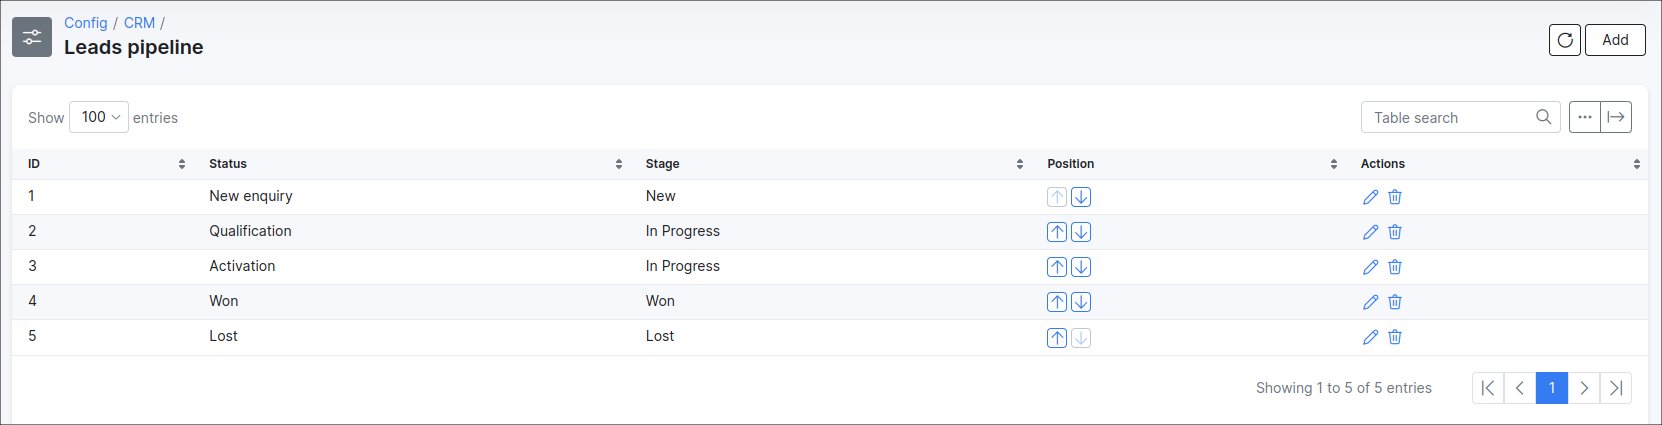 Config / CRM /
Leads pipeline
Add
Show 100 entries
Table search
ID Status Stage Position Actions
1 New enquiry New
2 Qualification In Progress
3 Activation In Progress
4 Won Won
5 Lost Lost
Showing 1 to 5 of 5 entries
1